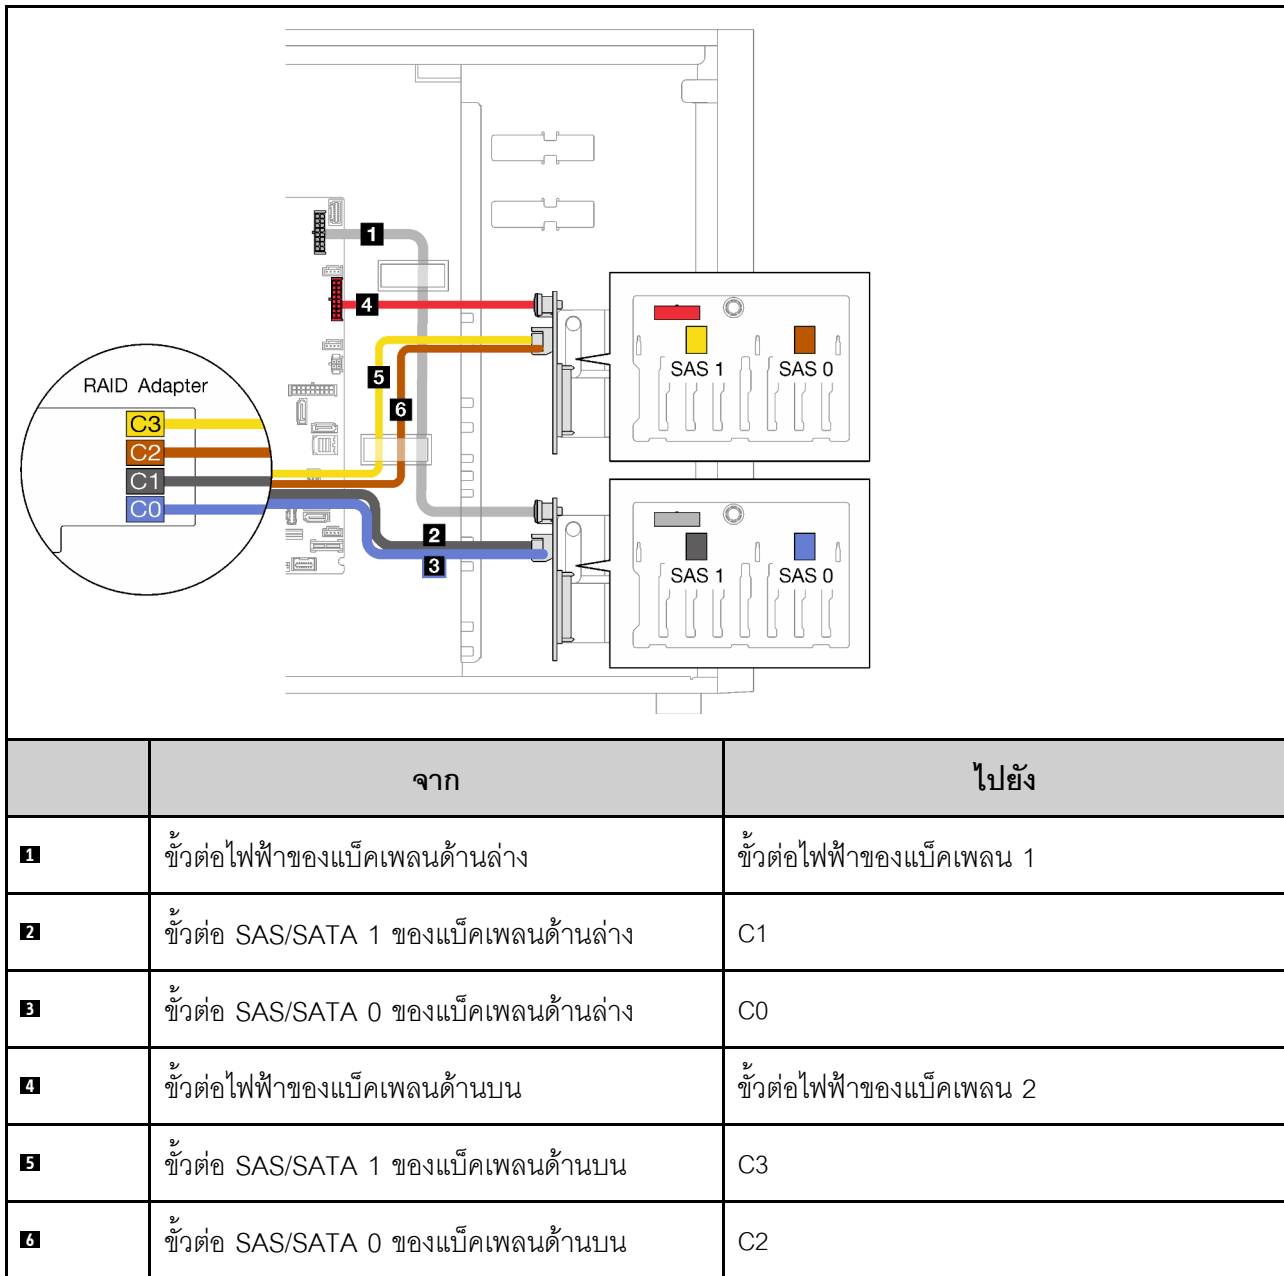 1
4
5
6
RAID Adapter
C3
C2
C1
C0
2
3
SAS 1 SAS 0
SAS 1 SAS 0
จาก ไปยัง
1 ขั้วต่อไฟฟ้าของแบ็คเพลนด้านล่าง ขั้วต่อไฟฟ้าของแบ็คเพลน 1
2 ขั้วต่อ SAS/SATA 1 ของแบ็คเพลนด้านล่าง C1
3 ขั้วต่อ SAS/SATA 0 ของแบ็คเพลนด้านล่าง C0
4 ขั้วต่อไฟฟ้าของแบ็คเพลนด้านบน ขั้วต่อไฟฟ้าของแบ็คเพลน 2
5 ขั้วต่อ SAS/SATA 1 ของแบ็คเพลนด้านบน C3
6 ขั้วต่อ SAS/SATA 0 ของแบ็คเพลนด้านบน C2